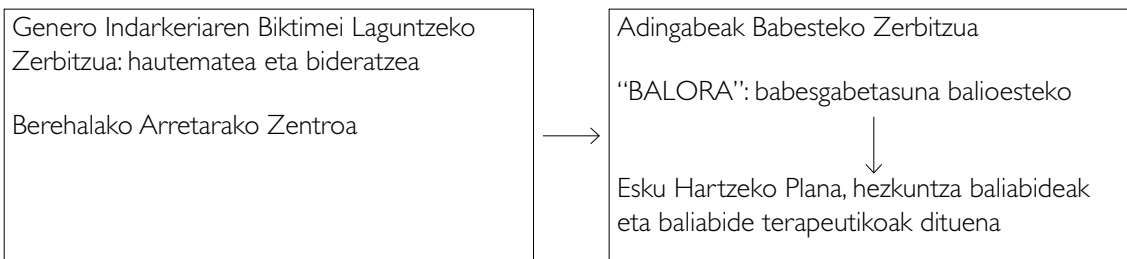 Genero Indarkeriaren Biktimei Laguntzeko
Zerbitzua: hautematea eta bideratzea
Berehalako Arretarako Zentroa
Adingabeak Babesteko Zerbitzua
“BALORA”: babesgabetasuna balioesteko
Esku Hartzeko Plana, hezkuntza baliabideak
eta baliabide terapeutikoak dituena